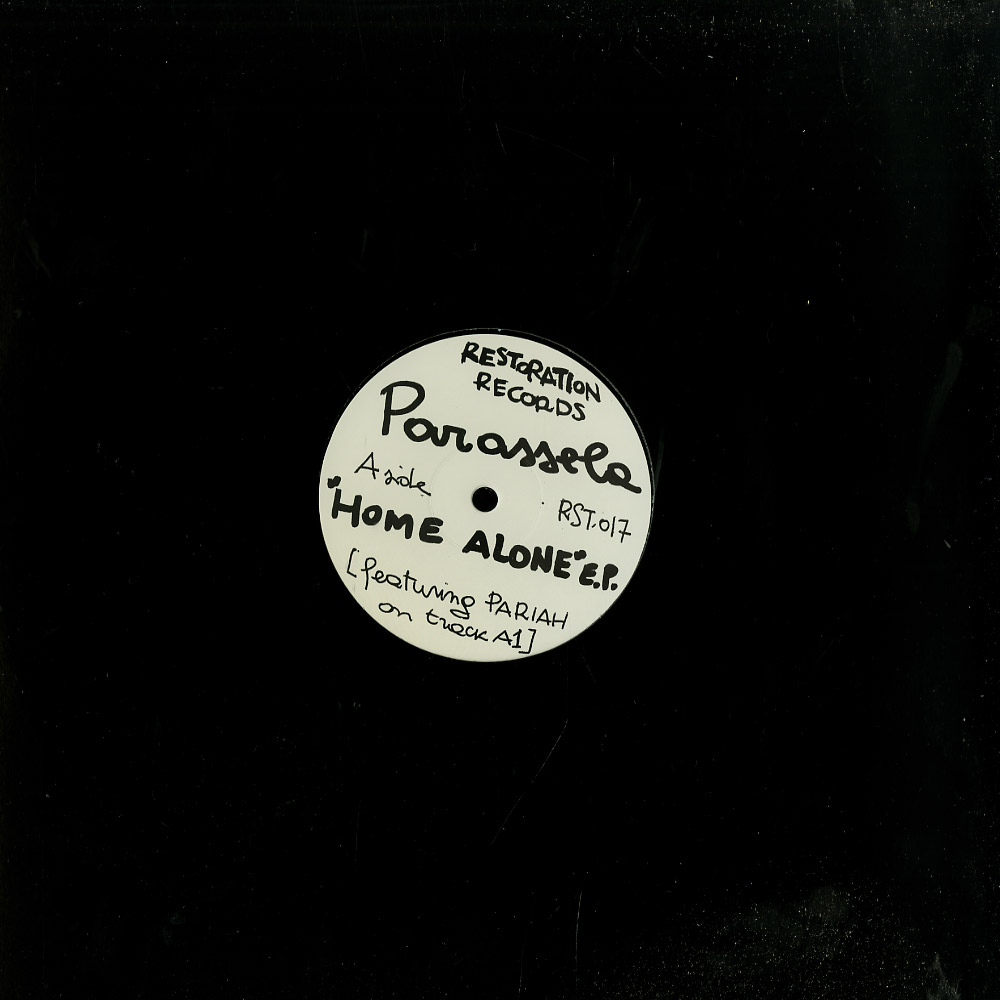 RESTORATION
RECORDS
Parassela
A side
RST.017
"HOME ALONE" E.P.
[featuring PARIAH
on track A1]